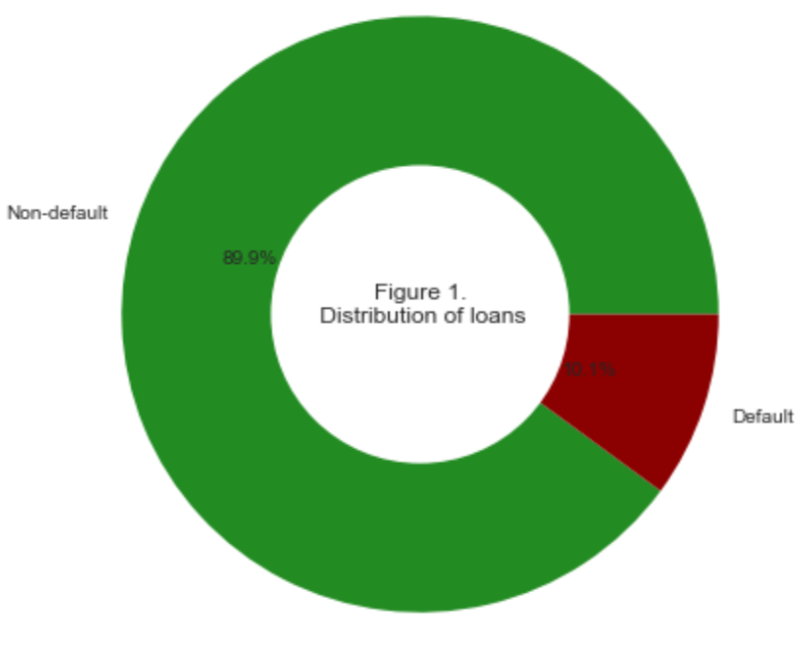 Non-default
89.9%
Figure 1.
Distribution of loans
10.1%
Default